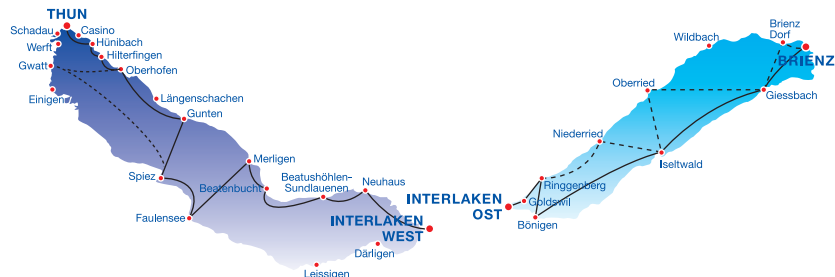 THUN
Schadau
Casino
Werft
Hünibach
Hilterfingen
Gwatt
Oberhofen
Einigen
Längenschachen
Gunten
Spiez
Merligen
Beatenbucht
Beatushöhlen-
Sundlauenen
Neuhaus
Faulensee
INTERLAKEN
WEST
Därligen
Leissigen
INTERLAKEN
OST
Ringgenberg
Goldswil
Bönigen
Niederried
Iseltwald
Oberried
Wildbach
Giessbach
Brienz
Dorf
BRIENZ